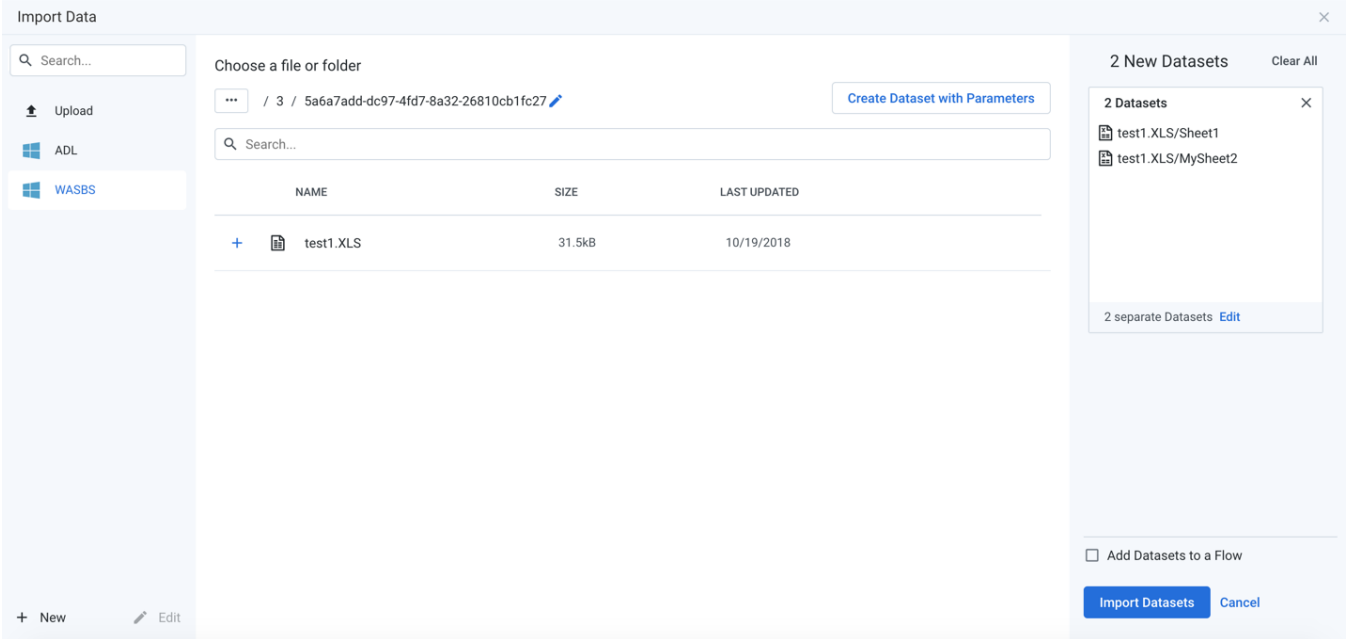 Import Data
Search...
Upload
ADL
WASBS
+ New
Edit
Choose a file or folder
... / 3 / 5a6a7add-dc97-4fd7-8a32-26810cb1fc27
Create Dataset with Parameters
Search...
NAME SIZE LAST UPDATED
+ test1.XLS 31.5kB 10/19/2018
2 New Datasets Clear All
2 Datasets
test1.XLS/Sheet1
test1.XLS/MySheet2
2 separate Datasets Edit
Add Datasets to a Flow
Import Datasets Cancel